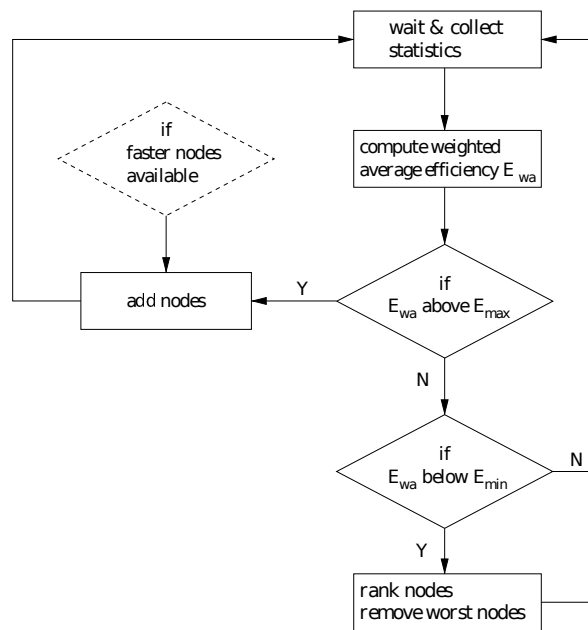 wait & collect
statistics
if
faster nodes
available
compute weighted
average efficiency E wa
add nodes
Y
if
E wa above E max
N
if
E wa below E min
N
Y
rank nodes
remove worst nodes